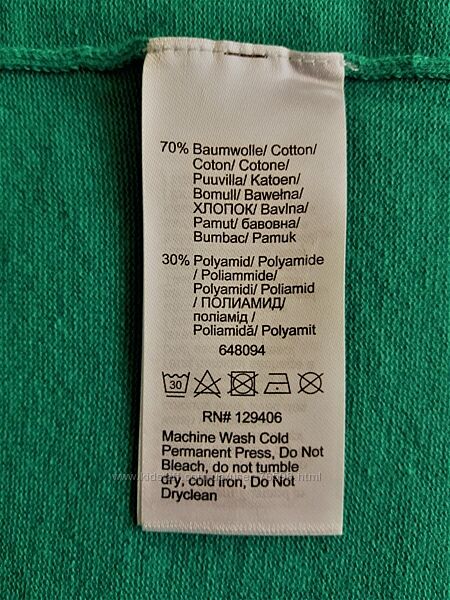 70% Baumwolle/ Cotton/
Coton/ Cotone/
Puuvilla/ Katoen/
Bomull/ Bawełna/
ХЛОПОК/ Bavlna/
Pamut/ бавовна/
Bumbac/ Pamuk
30% Polyamid/ Polyamide
/ Poliammide/
Polyamidi/ Poliamid
/ ПОЛИАМИД/
поліамід /
Poliamidă/ Polyamit
648094
30
RN# 129406
Machine Wash Cold
Permanent Press, Do Not
Bleach, do not tumble
dry, cold iron, Do Not
Dryclean